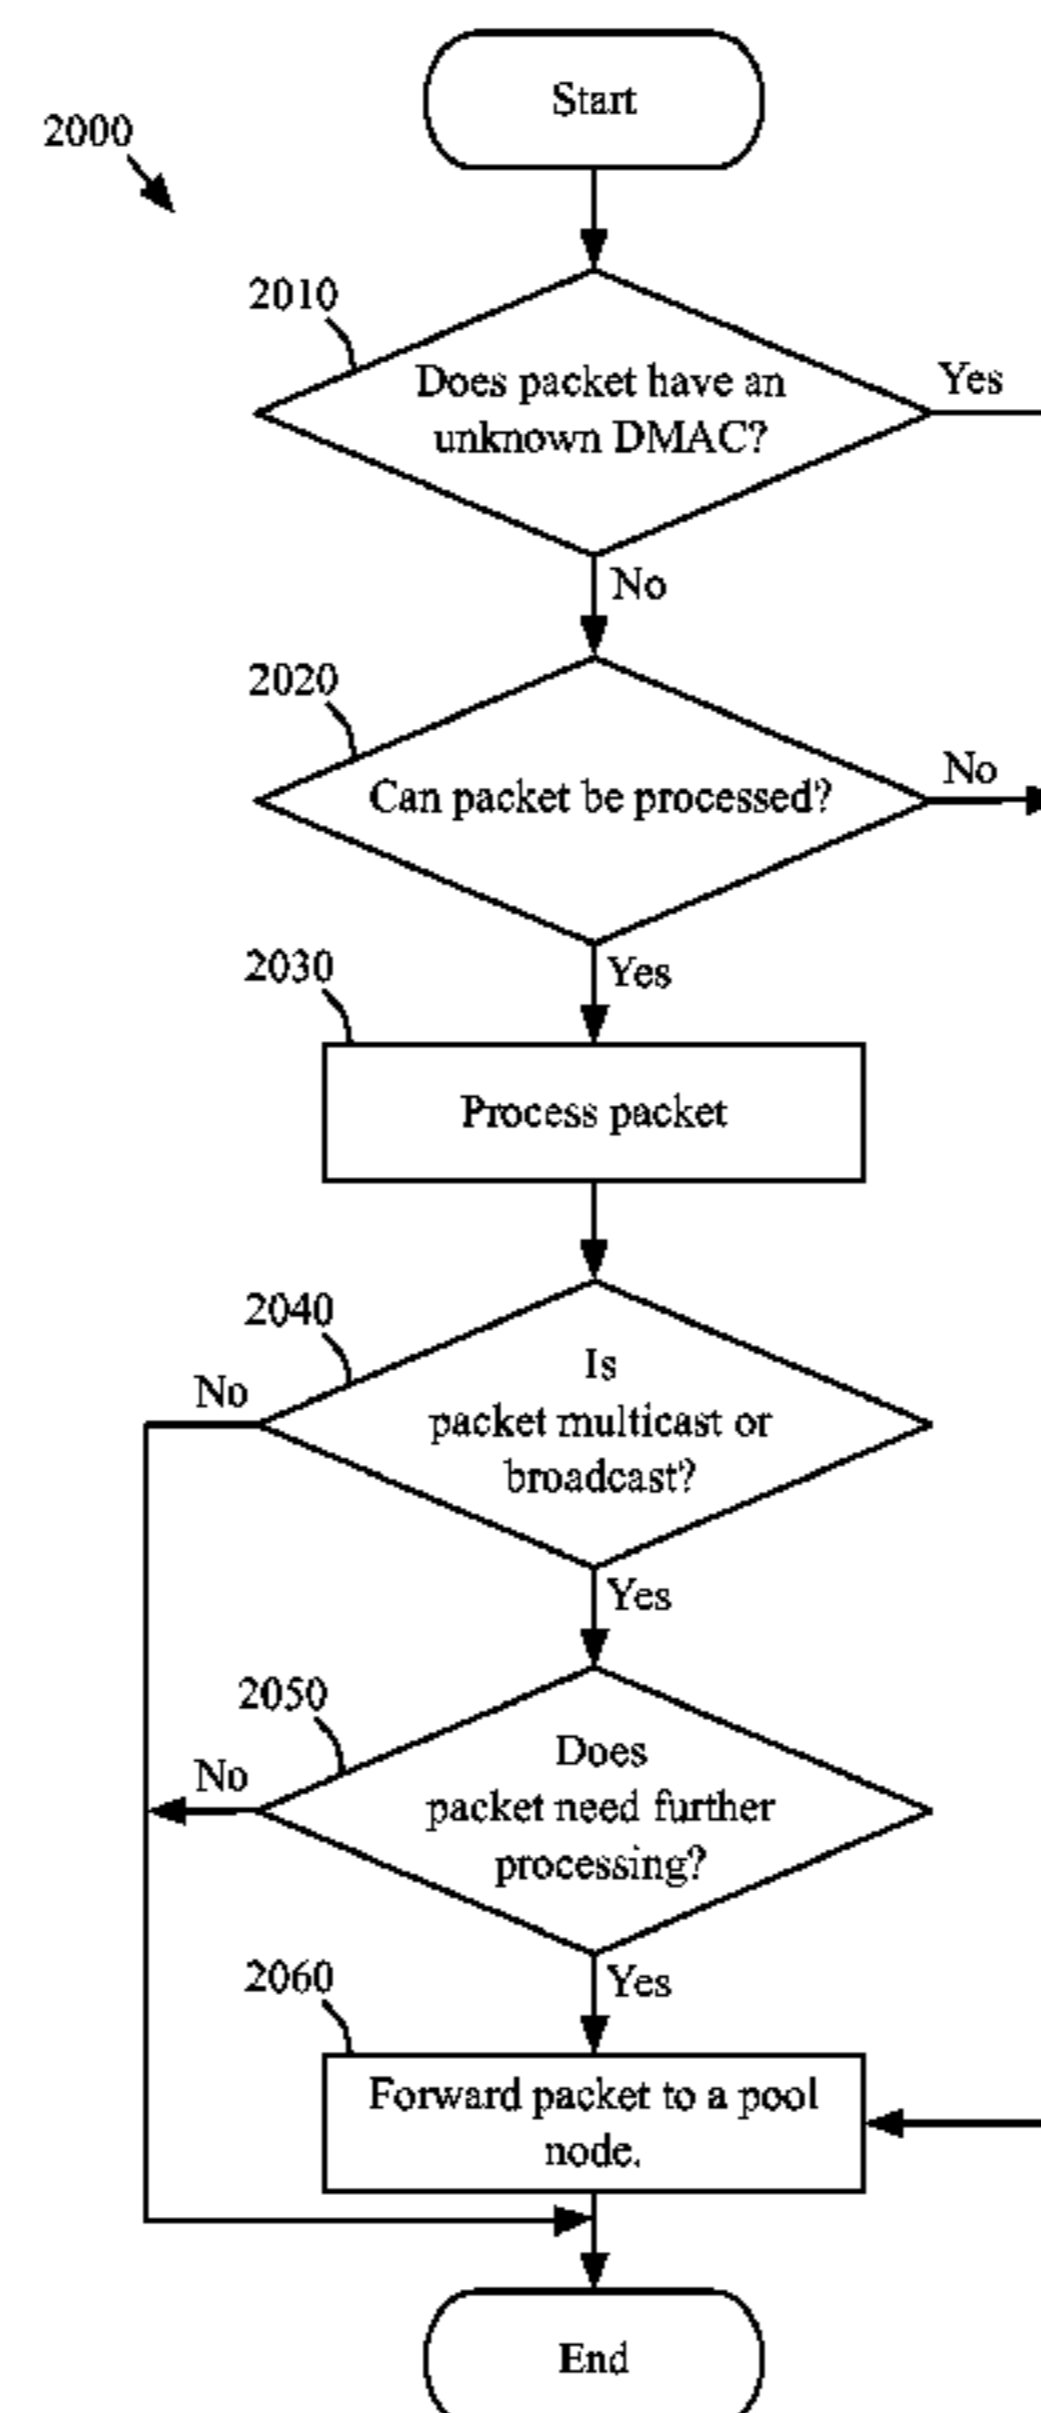 Start
2000
2010
Does packet have an
unknown DMAC?
Yes
No
2020
Can packet be processed?
No
Yes
2030
Process packet
2040
Is
packet multicast or
broadcast?
No
Yes
2050
Does
packet need further
processing?
No
Yes
2060
Forward packet to a pool
node.
End